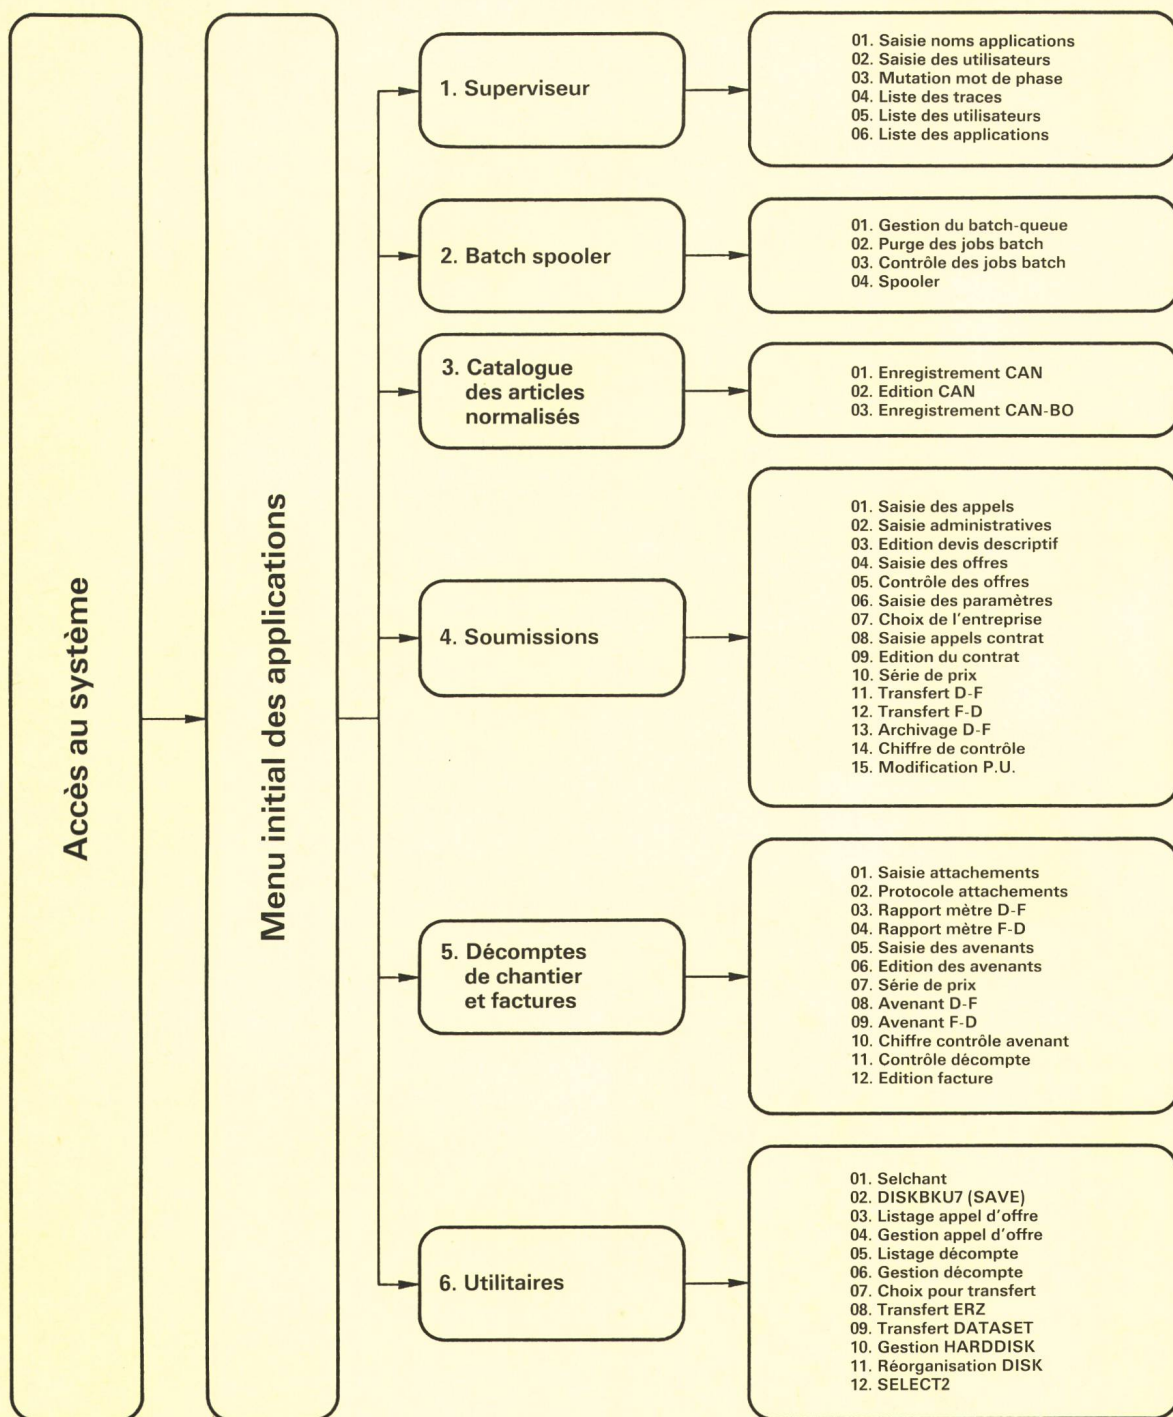 Accès au système
Menu initial des applications
1. Superviseur
01. Saisie noms applications
02. Saisie des utilisateurs
03. Mutation mot de phase
04. Liste des traces
05. Liste des utilisateurs
06. Liste des applications
2. Batch spooler
01. Gestion du batch-queue
02. Purge des jobs batch
03. Contrôle des jobs batch
04. Spooler
3. Catalogue
des articles
normalisés
01. Enregistrement CAN
02. Edition CAN
03. Enregistrement CAN-BO
4. Soumissions
01. Saisie des appels
02. Saisie administratives
03. Edition devis descriptif
04. Saisie des offres
05. Contrôle des offres
06. Saisie des paramètres
07. Choix de l'entreprise
08. Saisie appels contrat
09. Edition du contrat
10. Série de prix
11. Transfert D-F
12. Transfert F-D
13. Archivage D-F
14. Chiffre de contrôle
15. Modification P.U.
5. Décomptes
de chantier
et factures
01. Saisie attachements
02. Protocole attachements
03. Rapport mètre D-F
04. Rapport mètre F-D
05. Saisie des avenants
06. Edition des avenants
07. Série de prix
08. Avenant D-F
09. Avenant F-D
10. Chiffre contrôle avenant
11. Contrôle décompte
12. Edition facture
6. Utilitaires
01. Selchant
02. DISKBKU7 (SAVE)
03. Listage appel d'offre
04. Gestion appel d'offre
05. Listage décompte
06. Gestion décompte
07. Choix pour transfert
08. Transfert ERZ
09. Transfert DATASET
10. Gestion HARDDISK
11. Réorganisation DISK
12. SELECT2